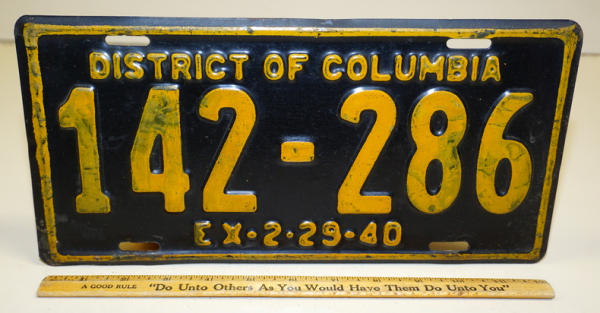 DISTRICT OF COLUMBIA
142-286
EX·2·29·40
A GOOD RULE "Do Unto Others As You Would Have Them Do Unto You"